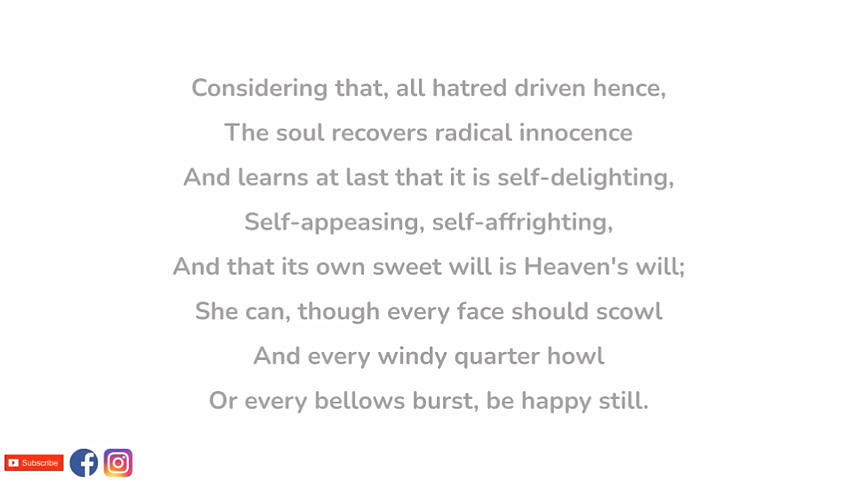 Considering that, all hatred driven hence,
The soul recovers radical innocence
And learns at last that it is self-delighting,
Self-appeasing, self-affrighting,
And that its own sweet will is Heaven's will;
She can, though every face should scowl
And every windy quarter howl
Or every bellows burst, be happy still.
Subscribe